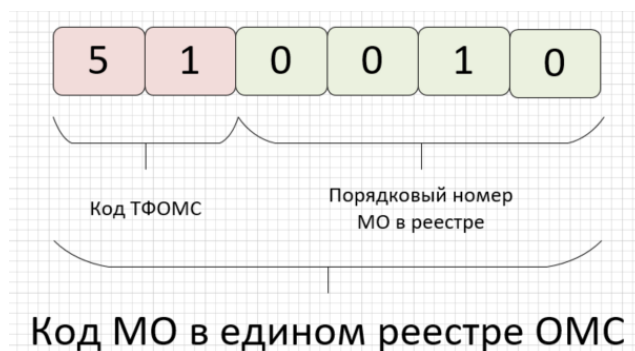 5 1 0 0 1 0
Код ТФОМС
Порядковый номер
МО в реестре
Код МО в едином реестре ОМС